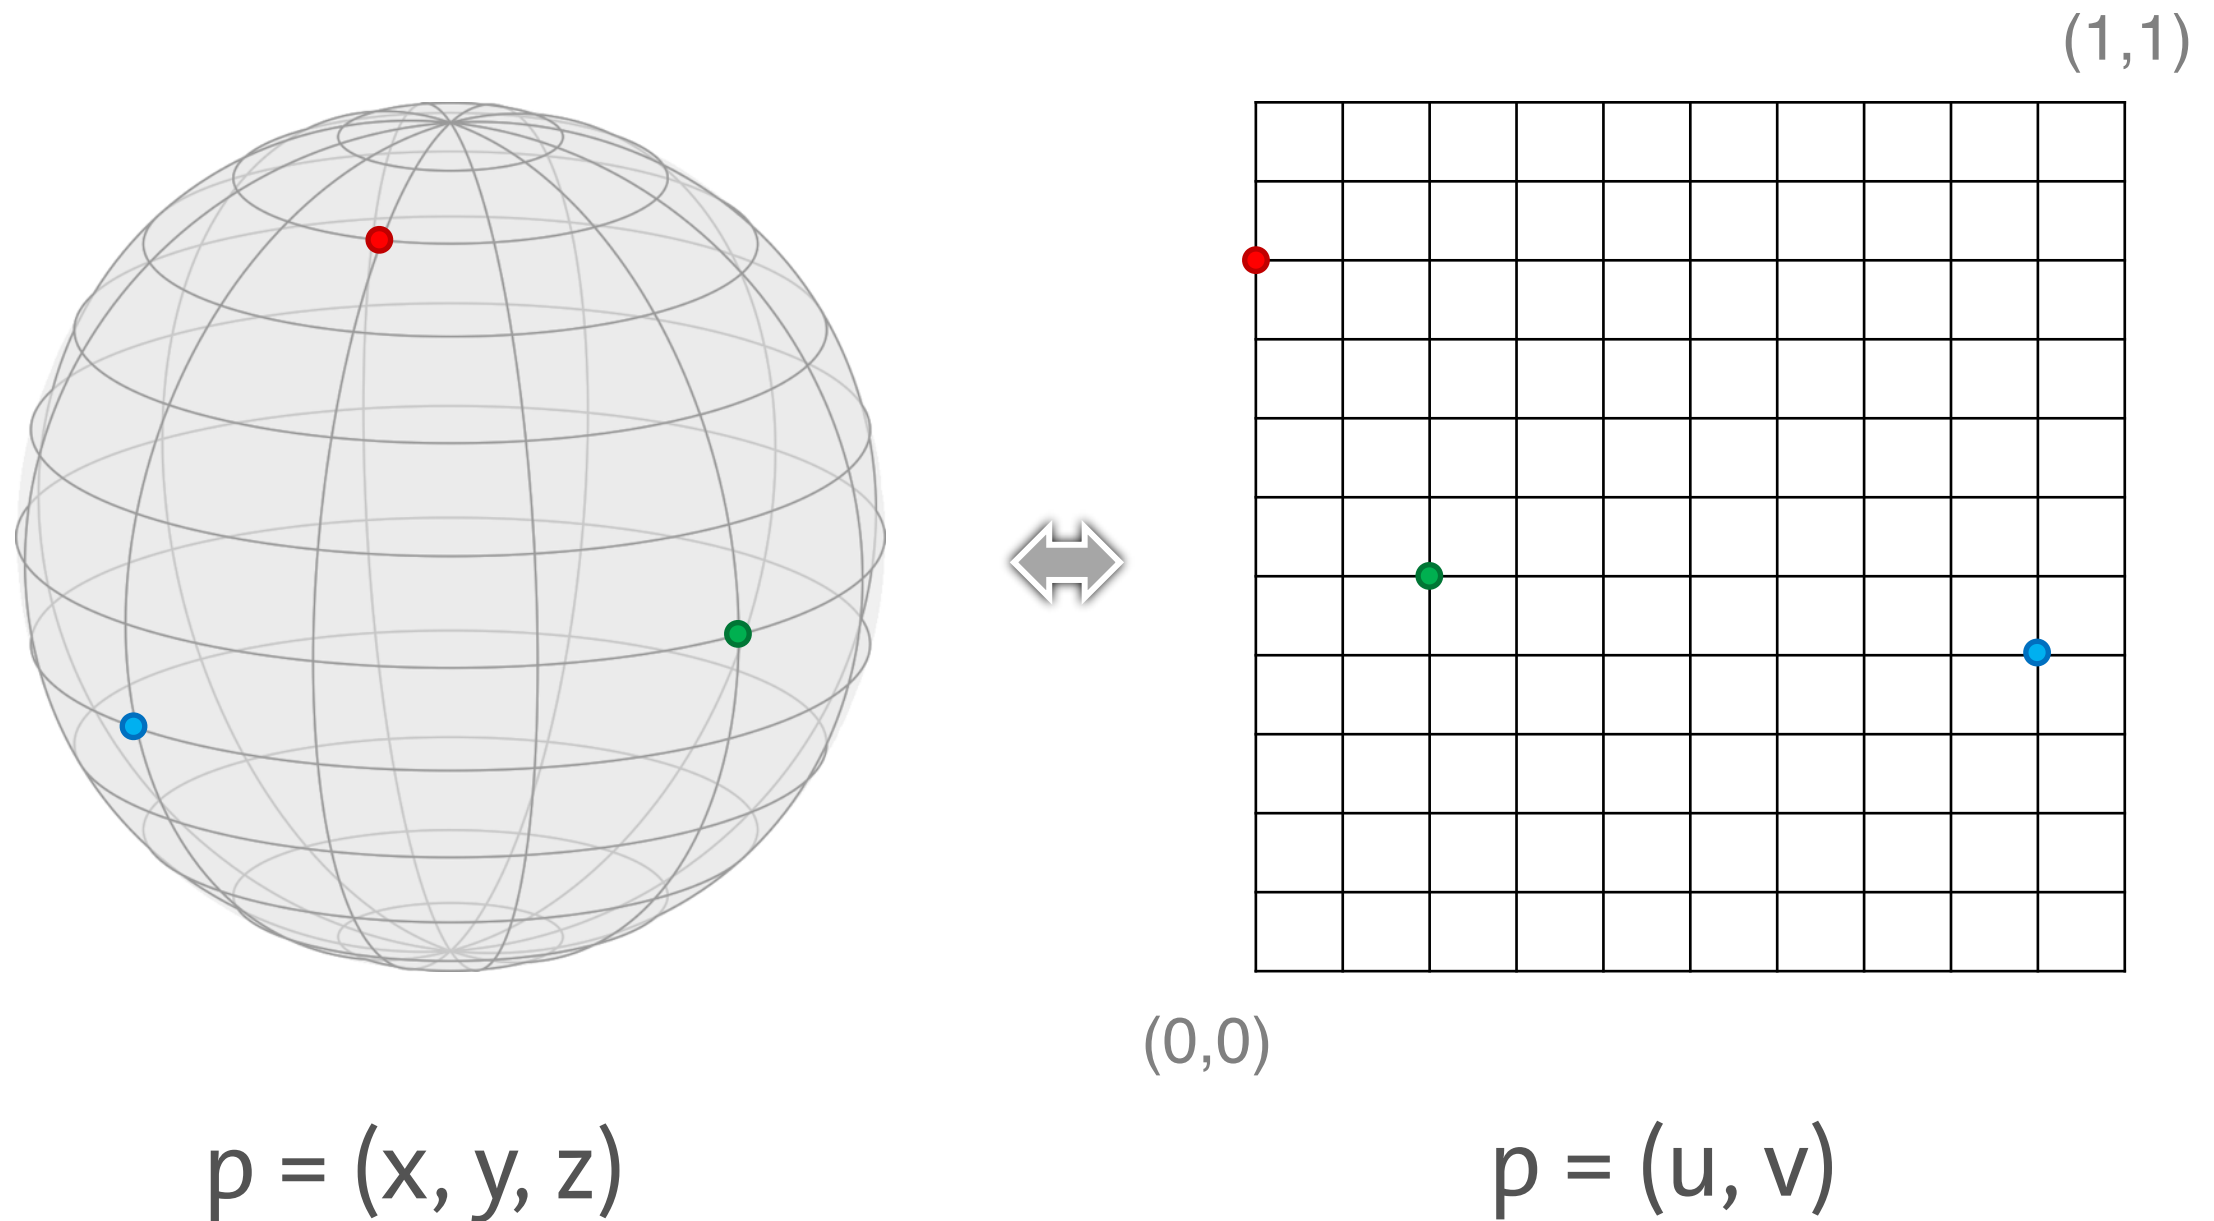 (1,1)
(0,0)
p = (x, y, z)
p = (u, v)